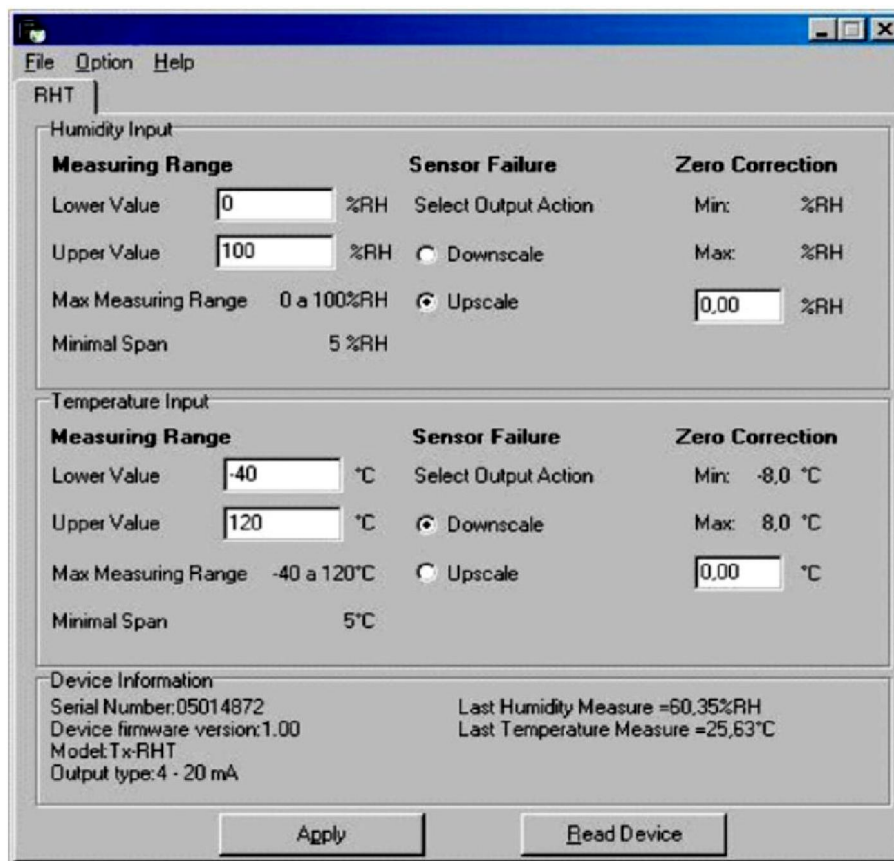 File Option Help
RHT
Humidity Input
Measuring Range Sensor Failure Zero Correction
Lower Value 0 %RH Select Output Action Min: %RH
Upper Value 100 %RH Downscale Max: %RH
Max Measuring Range 0 a 100%RH Upscale 0,00 %RH
Minimal Span 5 %RH
Temperature Input
Measuring Range Sensor Failure Zero Correction
Lower Value -40 °C Select Output Action Min: -8,0 °C
Upper Value 120 °C Downscale Max: 8,0 °C
Max Measuring Range -40 a 120°C Upscale 0,00 °C
Minimal Span 5°C
Device Information
Serial Number:05014872 Last Humidity Measure =60,35%RH
Device firmware version:1.00 Last Temperature Measure =25,63°C
Model:Tx-RHT
Output type:4 - 20 mA
Apply Read Device